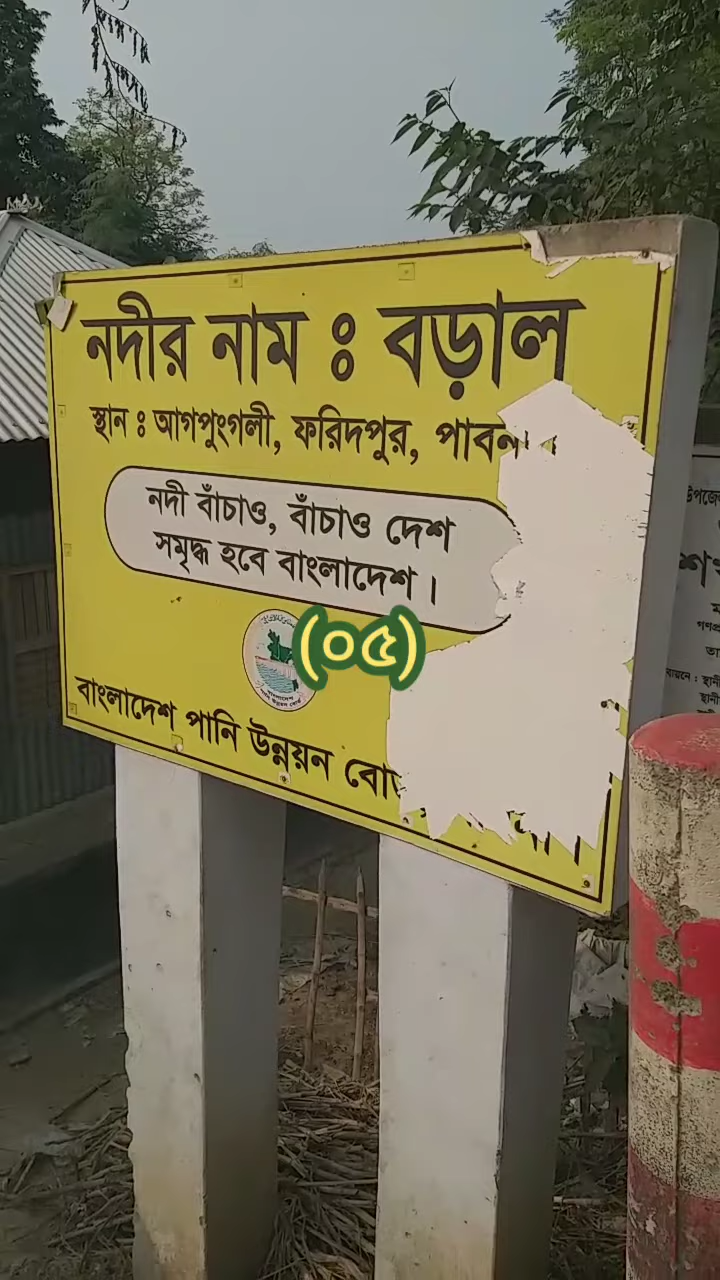 নদীর নাম ঃ বড়াল
স্থান ঃ আগপুংগলী, ফরিদপুর, পাবনা।
নদী বাঁচাও, বাঁচাও দেশ
সমৃদ্ধ হবে বাংলাদেশ।
(০৫)
বাংলাদেশ পানি উন্নয়ন বোর্ড